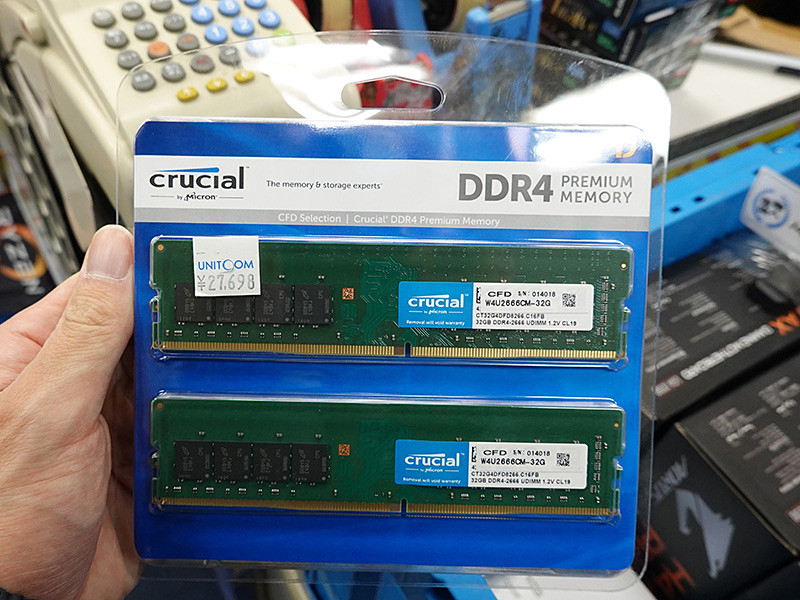 crucial
by Micron
The memory & storage experts™
DDR4 PREMIUM MEMORY
CFD Selection | Crucial® DDR4 Premium Memory
UNITCOM
¥27,698
crucial
by Micron
Removal will void warranty
CFD S/N: 014018
W4U2666CM-32G
CT32G4DFD8266.C16FB
32GB DDR4-2666 UDIMM 1.2V CL19
crucial
by Micron
Removal will void warranty
CFD S/N: 014018
W4U2666CM-32G
CT32G4DFD8266.C16FB
32GB DDR4-2666 UDIMM 1.2V CL19